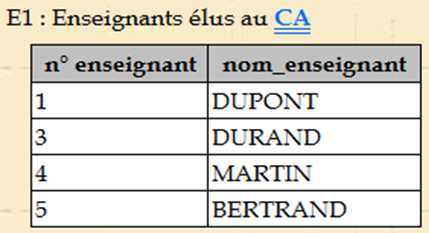 E1 : Enseignants élus au CA
n° enseignant nom_enseignant
1 DUPONT
3 DURAND
4 MARTIN
5 BERTRAND